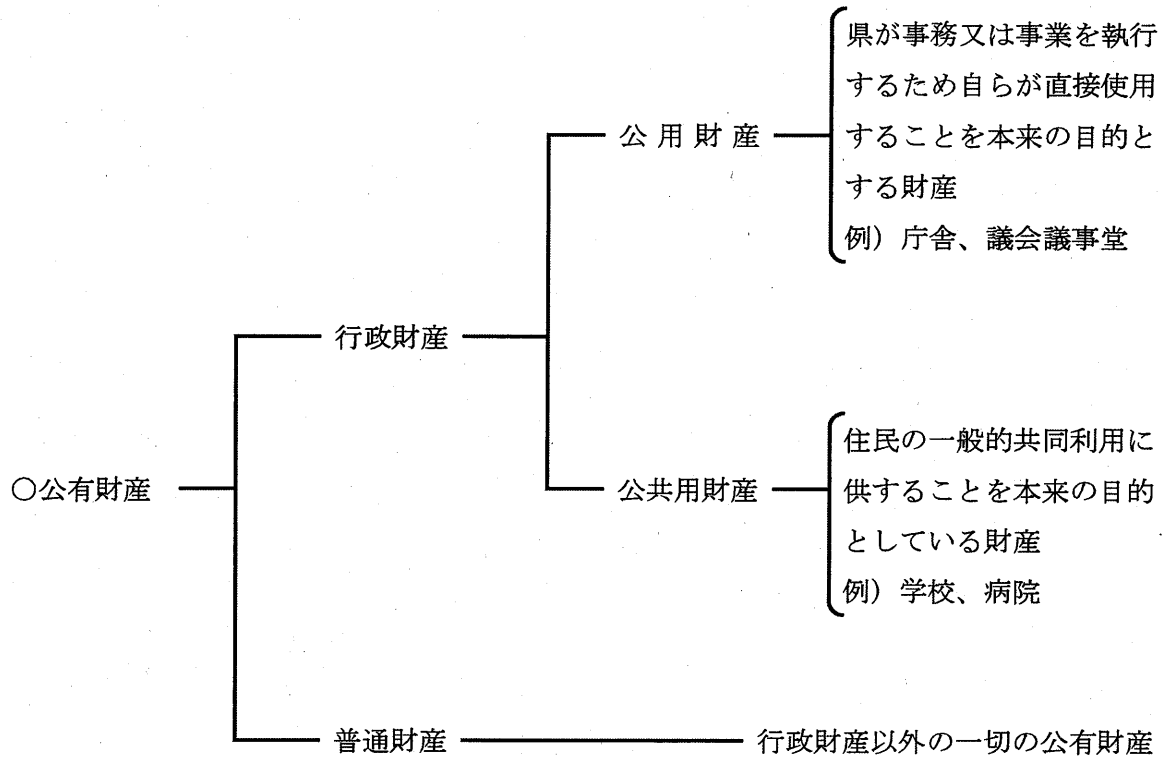 県が事務又は事業を執行
するため自らが直接使用
することを本来の目的と
する財産
例）庁舎、議会議事堂
公用財産
行政財産
住民の一般的共同利用に
供することを本来の目的
としている財産
例）学校、病院
公共用財産
○公有財産
普通財産
行政財産以外の一切の公有財産